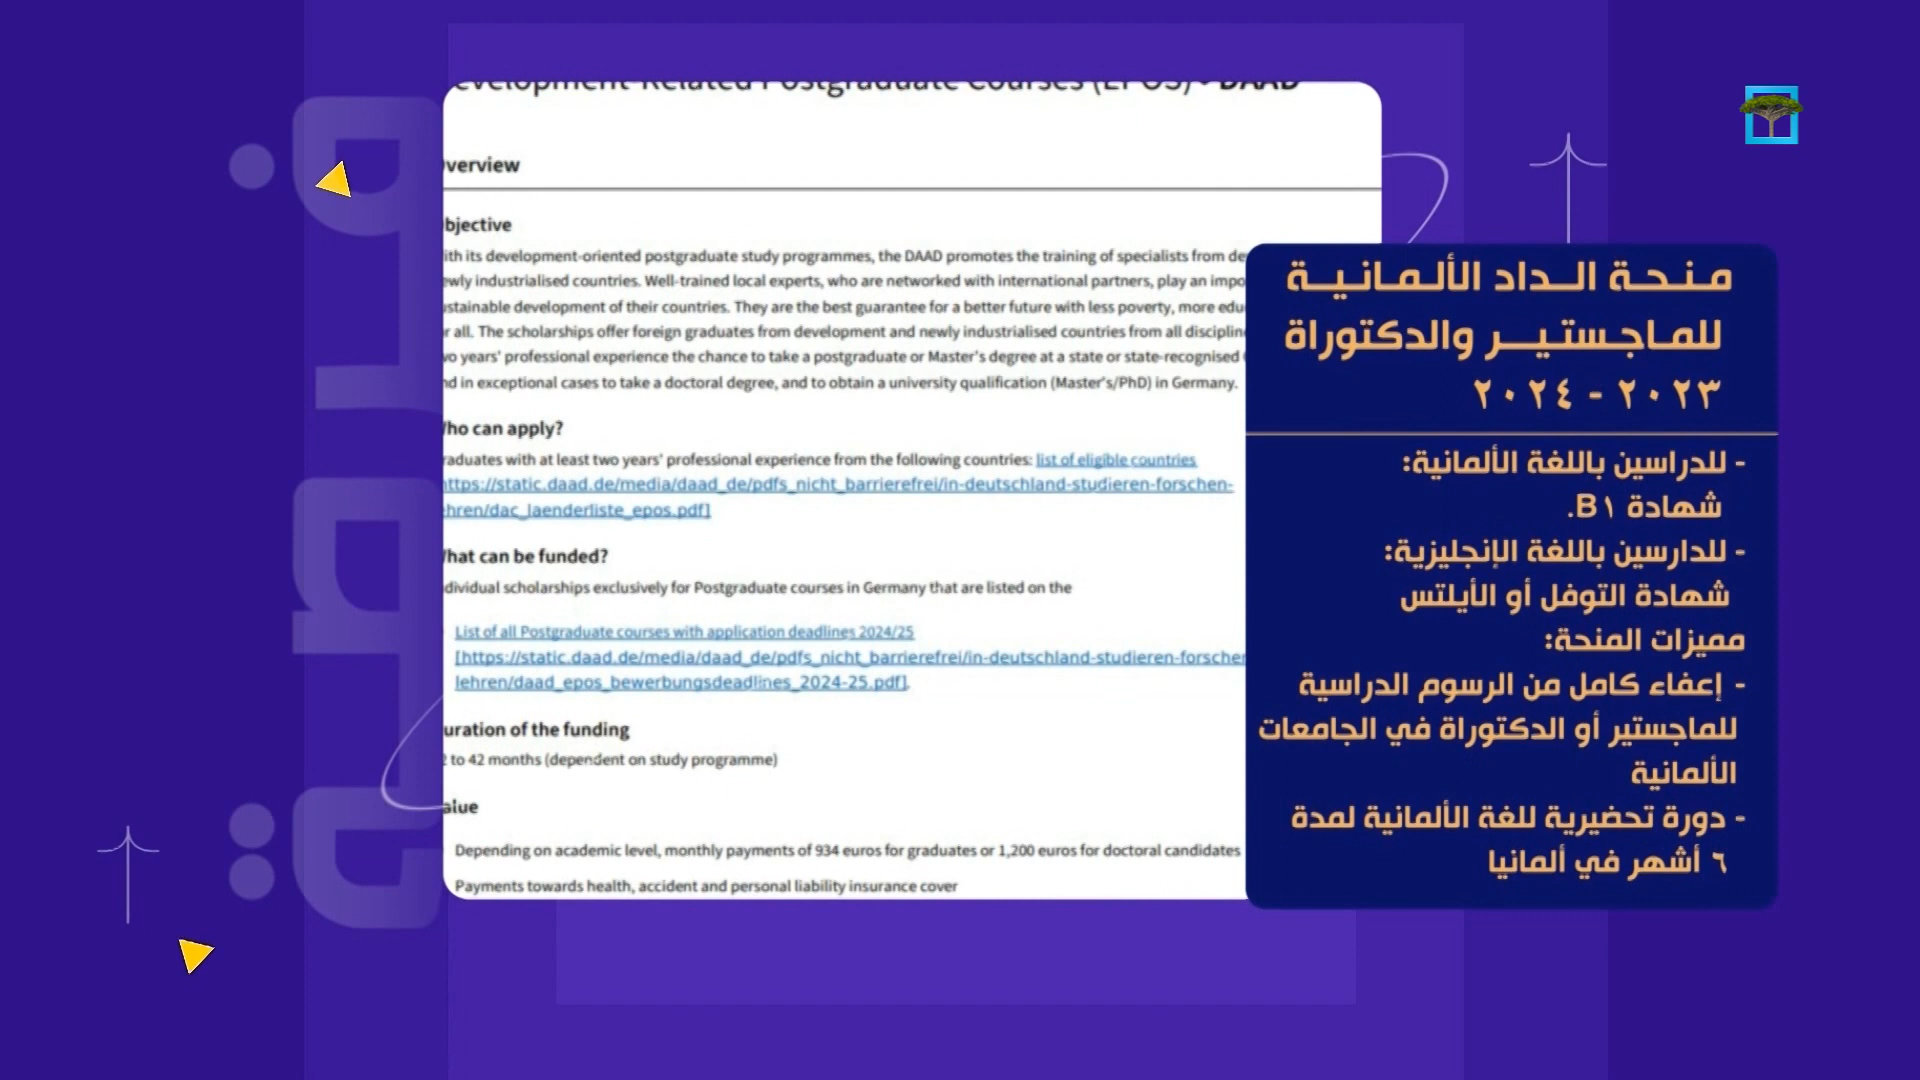 فرصة
evelopment-Related Postgraduate Courses (EPOS) • DAAD
verview
bjective
ith its development-oriented postgraduate study programmes, the DAAD promotes the training of specialists from de
wly industrialised countries. Well-trained local experts, who are networked with international partners, play an impo
stainable development of their countries. They are the best guarantee for a better future with less poverty, more edu
r all. The scholarships offer foreign graduates from development and newly industrialised countries from all disciplin
o years' professional experience the chance to take a postgraduate or Master's degree at a state or state-recognised
d in exceptional cases to take a doctoral degree, and to obtain a university qualification (Master's/PhD) in Germany.
ho can apply?
raduates with at least two years' professional experience from the following countries: list of eligible countries
ttps://static.daad.de/media/daad_de/pdfs_nicht_barrierefrei/in-deutschland-studieren-forschen-
hren/dac_laenderliste_epos.pdf]
hat can be funded?
dividual scholarships exclusively for Postgraduate courses in Germany that are listed on the
List of all Postgraduate courses with application deadlines 2024/25
[https://static.daad.de/media/daad_de/pdfs_nicht_barrierefrei/in-deutschland-studieren-forschen
lehren/daad_epos_bewerbungsdeadlines_2024-25.pdf].
uration of the funding
2 to 42 months (dependent on study programme)
alue
Depending on academic level, monthly payments of 934 euros for graduates or 1,200 euros for doctoral candidates
Payments towards health, accident and personal liability insurance cover
منحة الداد الألمانية
للماجستير والدكتوراة
٢٠٢٣ - ٢٠٢٤
- للدراسين باللغة الألمانية:
شهادة B١.
- للدارسين باللغة الإنجليزية:
شهادة التوفل أو الأيلتس
مميزات المنحة:
- إعفاء كامل من الرسوم الدراسية
للماجستير أو الدكتوراة في الجامعات
الألمانية
- دورة تحضيرية للغة الألمانية لمدة
٦ أشهر في ألمانيا